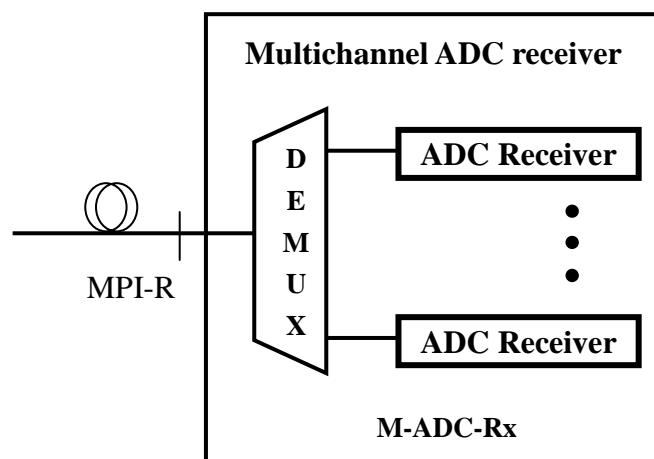 Multichannel ADC receiver
ADC Receiver
D
E
M
U
X
MPI-R
ADC Receiver
M-ADC-Rx